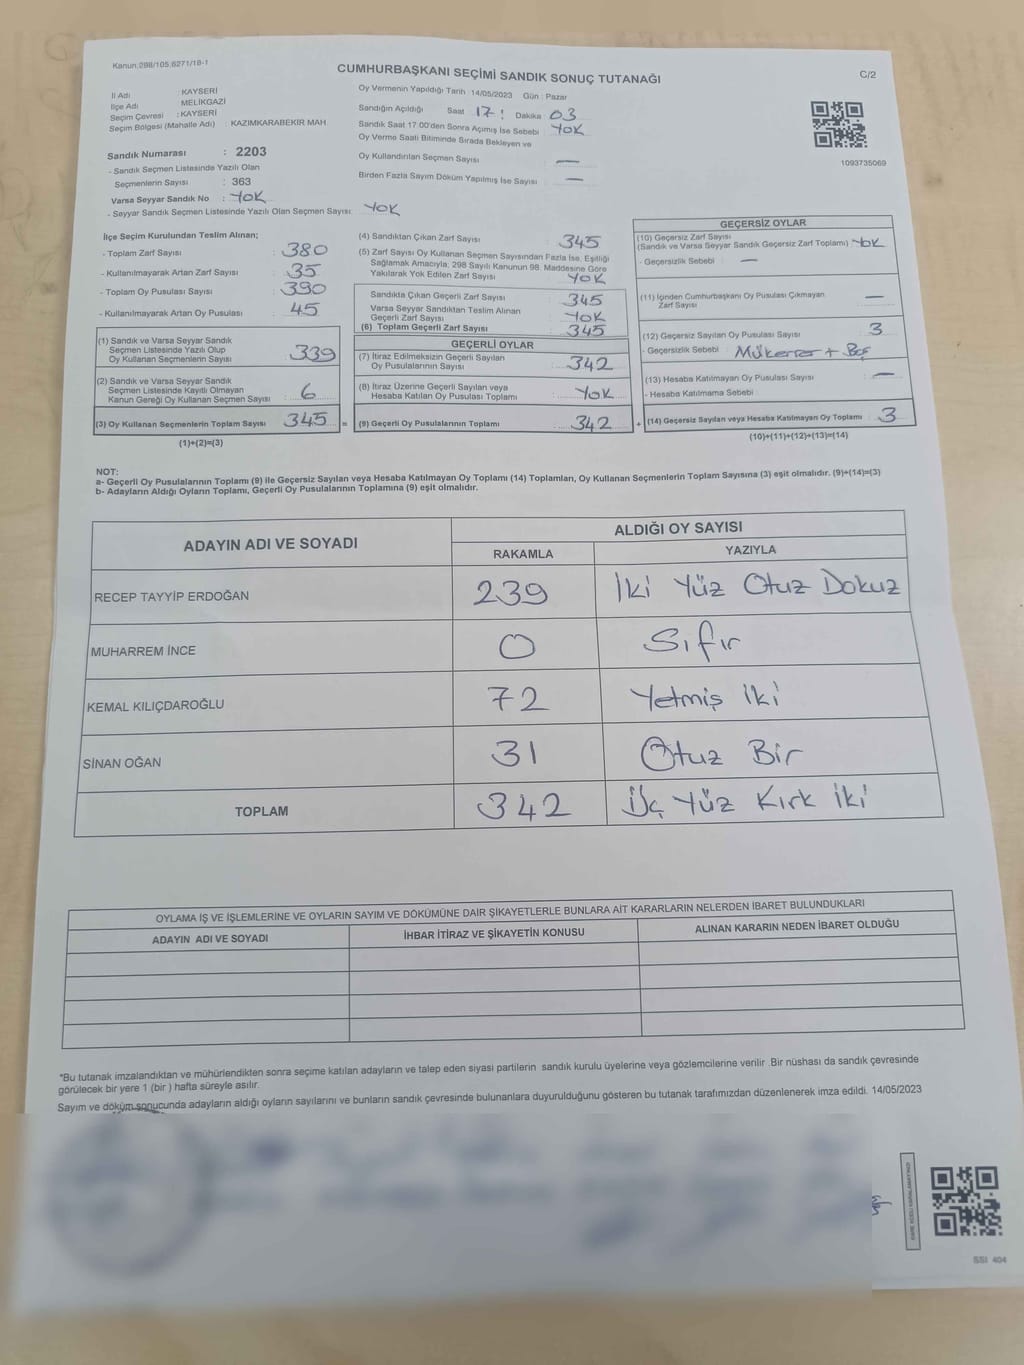 Kanun,298/105,6271/18-1
CUMHURBAŞKANI SEÇİMİ SANDIK SONUÇ TUTANAĞI
C/2
İl Adı : KAYSERİ
İlçe Adı MELİKGAZİ
Seçim Çevresi : KAYSERİ
Seçim Bölgesi (Mahalle Adı) : KAZIMKARABEKİR MAH
Sandık Numarası : 2203
- Sandık Seçmen Listesinde Yazılı Olan
Seçmenlerin Sayısı : 363
Varsa Seyyar Sandık No : YOK
- Seyyar Sandık Seçmen Listesinde Yazılı Olan Seçmen Sayısı: YOK
Oy Vermenin Yapıldığı Tarih 14/05/2023 Gün : Pazar
Sandığın Açıldığı Saat 17 : Dakika 03
Sandık Saat 17:00'den Sonra Açımış İse Sebebi : YOK
Oy Verme Saati Bitiminde Sırada Bekleyen ve
Oy Kullandırılan Seçmen Sayısı —
Birden Fazla Sayım Döküm Yapılmış İse Sayısı : —
1093735069
İlçe Seçim Kurulundan Teslim Alınan;
- Toplam Zarf Sayısı : 380
- Kullanılmayarak Artan Zarf Sayısı : 35
- Toplam Oy Pusulası Sayısı : 390
- Kullanılmayarak Artan Oy Pusulası : 45
(1) Sandık ve Varsa Seyyar Sandık
Seçmen Listesinde Yazılı Olup
Oy Kullanan Seçmenlerin Sayısı : 339
(2) Sandık ve Varsa Seyyar Sandık
Seçmen Listesinde Kayıtlı Olmayan
Kanun Gereği Oy Kullanan Seçmen Sayısı : 6
(3) Oy Kullanan Seçmenlerin Toplam Sayısı : 345 =
(1)+(2)=(3)
(4) Sandıktan Çıkan Zarf Sayısı : 345
(5) Zarf Sayısı Oy Kullanan Seçmen Sayısından Fazla İse, Eşitliği
Sağlamak Amacıyla; 298 Sayılı Kanunun 98. Maddesine Göre
Yakılarak Yok Edilen Zarf Sayısı : YOK
Sandıkta Çıkan Geçerli Zarf Sayısı : 345
Varsa Seyyar Sandıktan Teslim Alınan
Geçerli Zarf Sayısı : YOK
(6) Toplam Geçerli Zarf Sayısı : 345
GEÇERLİ OYLAR
(7) İtiraz Edilmeksizin Geçerli Sayılan
Oy Pusulalarının Sayısı : 342
(8) İtiraz Üzerine Geçerli Sayılan veya
Hesaba Katılan Oy Pusulası Toplamı : YOK
(9) Geçerli Oy Pusulalarının Toplamı : 342 +
GEÇERSİZ OYLAR
(10) Geçersiz Zarf Sayısı
(Sandık ve Varsa Seyyar Sandık Geçersiz Zarf Toplamı) : YOK
- Geçersizlik Sebebi : —
(11) İçinden Cumhurbaşkanı Oy Pusulası Çıkmayan
Zarf Sayısı : —
(12) Geçersiz Sayılan Oy Pusulası Sayısı : 3
- Geçersizlik Sebebi : Mükerrer + Boş
(13) Hesaba Katılmayan Oy Pusulası Sayısı : —
- Hesaba Katılmama Sebebi
(14) Geçersiz Sayılan veya Hesaba Katılmayan Oy Toplamı : 3
(10)+(11)+(12)+(13)=(14)
NOT:
a- Geçerli Oy Pusulalarının Toplamı (9) ile Geçersiz Sayılan veya Hesaba Katılmayan Oy Toplamı (14) Toplamları, Oy Kullanan Seçmenlerin Toplam Sayısına (3) eşit olmalıdır. (9)+(14)=(3)
b- Adayların Aldığı Oyların Toplamı, Geçerli Oy Pusulalarının Toplamına (9) eşit olmalıdır.
ADAYIN ADI VE SOYADI
ALDIĞI OY SAYISI
RAKAMLA YAZIYLA
RECEP TAYYİP ERDOĞAN 239 İki Yüz Otuz Dokuz
MUHARREM İNCE 0 Sıfır
KEMAL KILIÇDAROĞLU 72 Yetmiş İki
SİNAN OĞAN 31 Otuz Bir
TOPLAM 342 Üç Yüz Kırk İki
OYLAMA İŞ VE İŞLEMLERİNE VE OYLARIN SAYIM VE DÖKÜMÜNE DAİR ŞİKAYETLERLE BUNLARA AİT KARARLARIN NELERDEN İBARET BULUNDUKLARI
ADAYIN ADI VE SOYADI İHBAR İTİRAZ VE ŞİKAYETİN KONUSU ALINAN KARARIN NEDEN İBARET OLDUĞU
*Bu tutanak imzalandıktan ve mühürlendikten sonra seçime katılan adayların ve talep eden siyasi partilerin sandık kurulu üyelerine veya gözlemcilerine verilir .Bir nüshası da sandık çevresinde
görülecek bir yere 1 (bir ) hafta süreyle asılır.
Sayım ve döküm sonucunda adayların aldığı oyların sayılarını ve bunların sandık çevresinde bulunanlara duyurulduğunu gösteren bu tutanak tarafımızdan düzenlenerek imza edildi. 14/05/2023
SSI 404